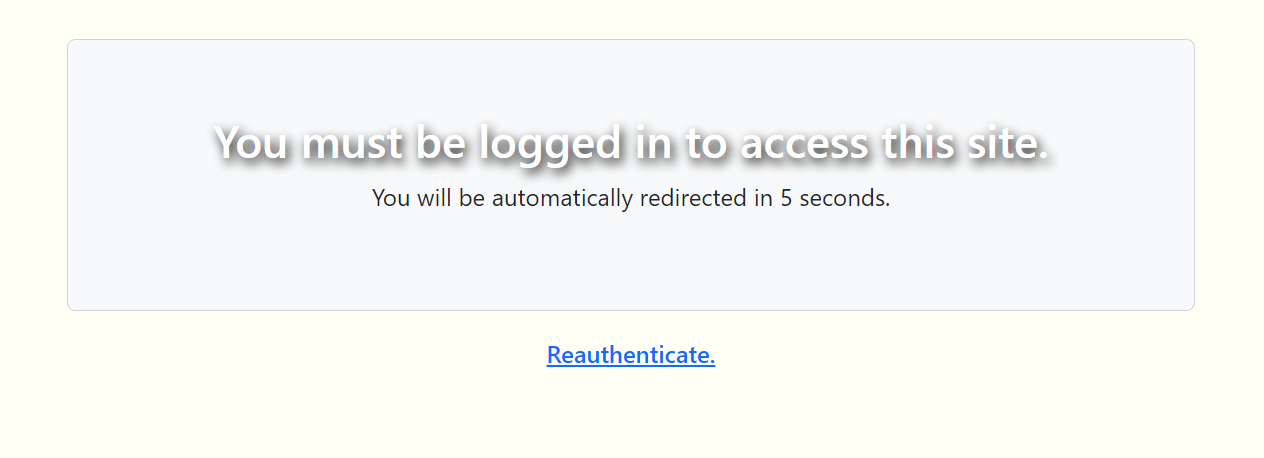 You must be logged in to access this site.
You will be automatically redirected in 5 seconds.
Reauthenticate.